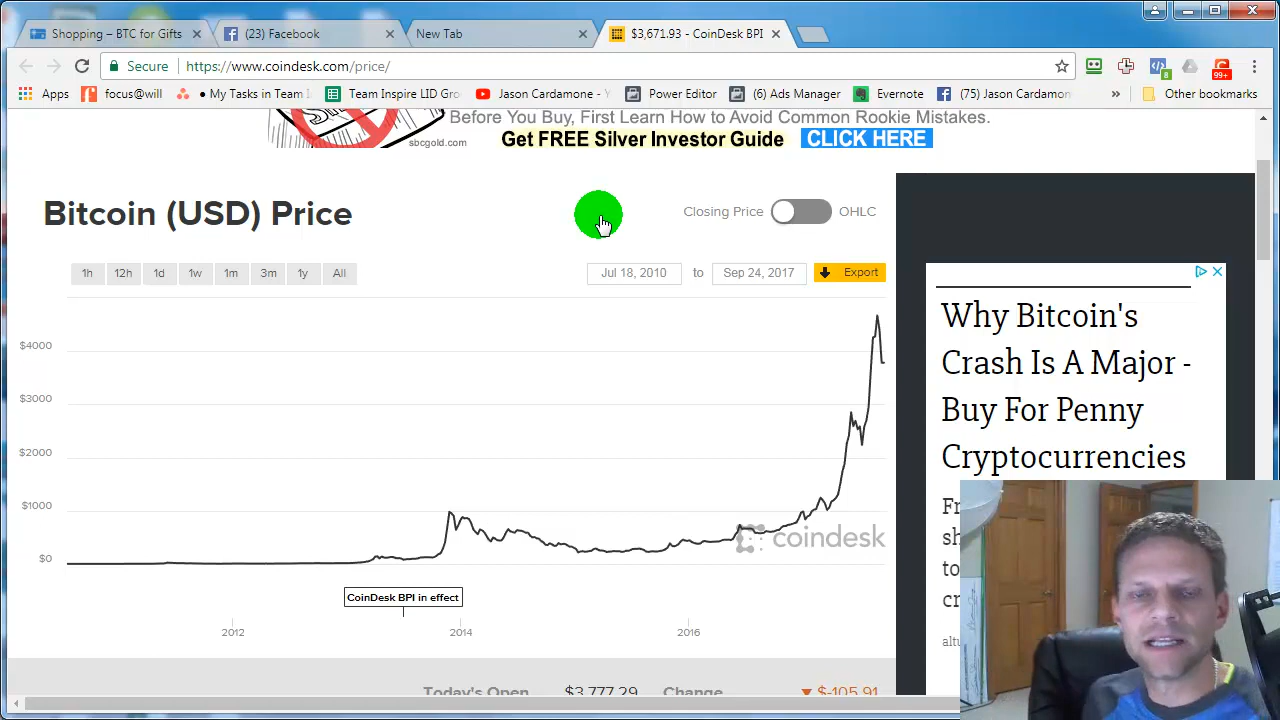 Shopping – BTC for Gifts
(23) Facebook
New Tab
$3,671.93 - CoinDesk BPI
Secure
https://www.coindesk.com/price/
8
99+
Apps
focus@will
● My Tasks in Team I
Team Inspire LID Gro
Jason Cardamone - Y
Power Editor
(6) Ads Manager
Evernote
(75) Jason Cardamon
»
Other bookmarks
Before You Buy, First Learn How to Avoid Common Rookie Mistakes.
sbcgold.com
Get FREE Silver Investor Guide
CLICK HERE
Bitcoin (USD) Price
Closing Price
OHLC
1h
12h
1d
1w
1m
3m
1y
All
Jul 18, 2010
to
Sep 24, 2017
Export
$4000
$3000
$2000
$1000
$0
coindesk
CoinDesk BPI in effect
2012
2014
2016
Today's Open
$3,777.29
Change
$-105.91
Why Bitcoin's
Crash Is A Major -
Buy For Penny
Cryptocurrencies